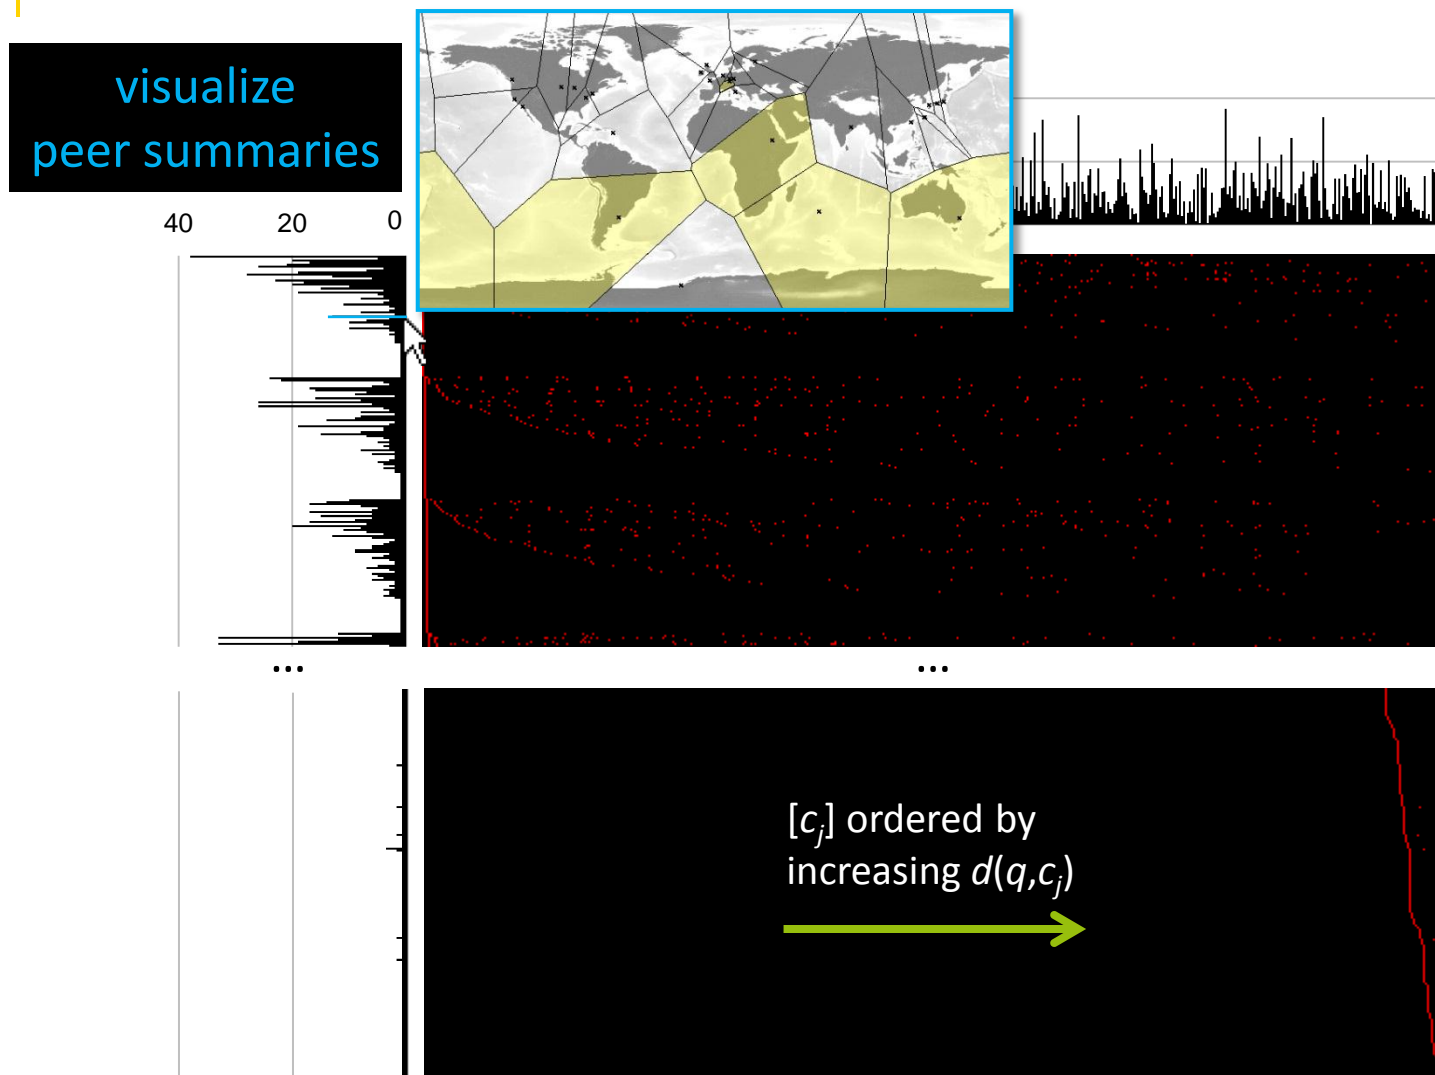 visualize
peer summaries
40 20 0
...
...
[cj] ordered by
increasing d(q,cj)